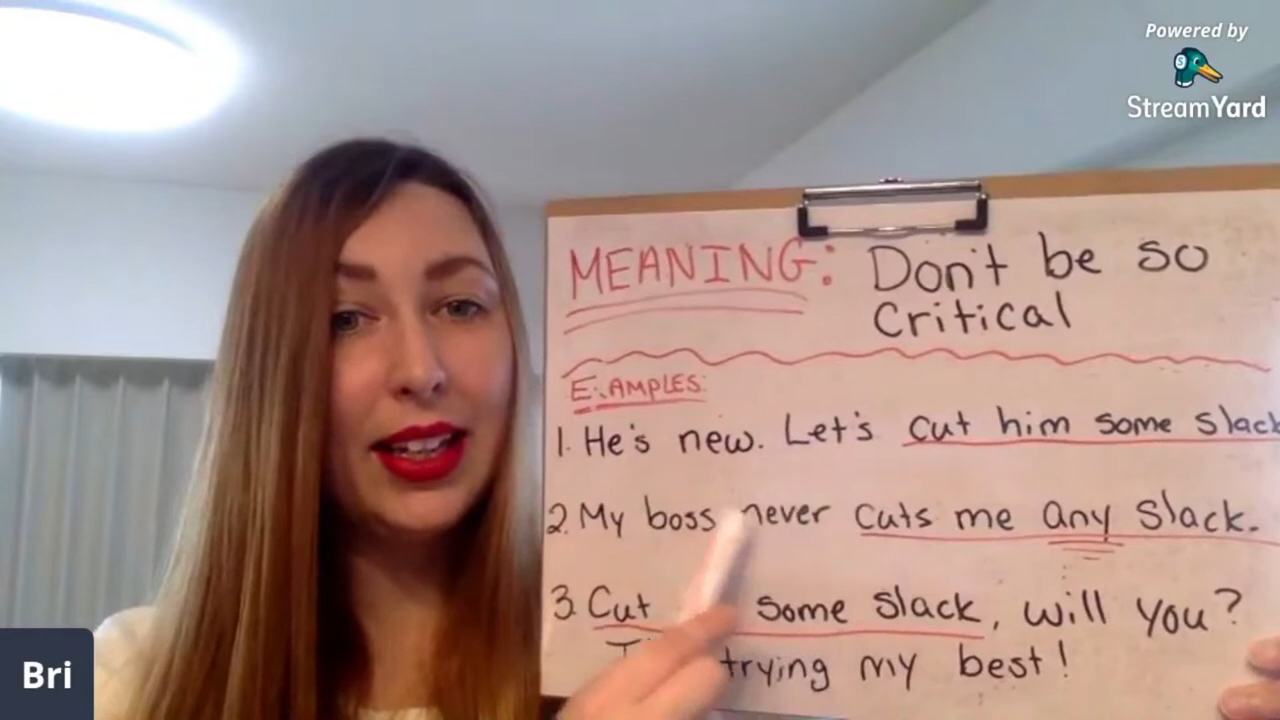 Powered by
StreamYard
MEANING: Don't be so
Critical
EXAMPLES:
1. He's new. Let's cut him some slack
2. My boss never cuts me any slack.
3. Cut some slack, will you?
trying my best!
Bri